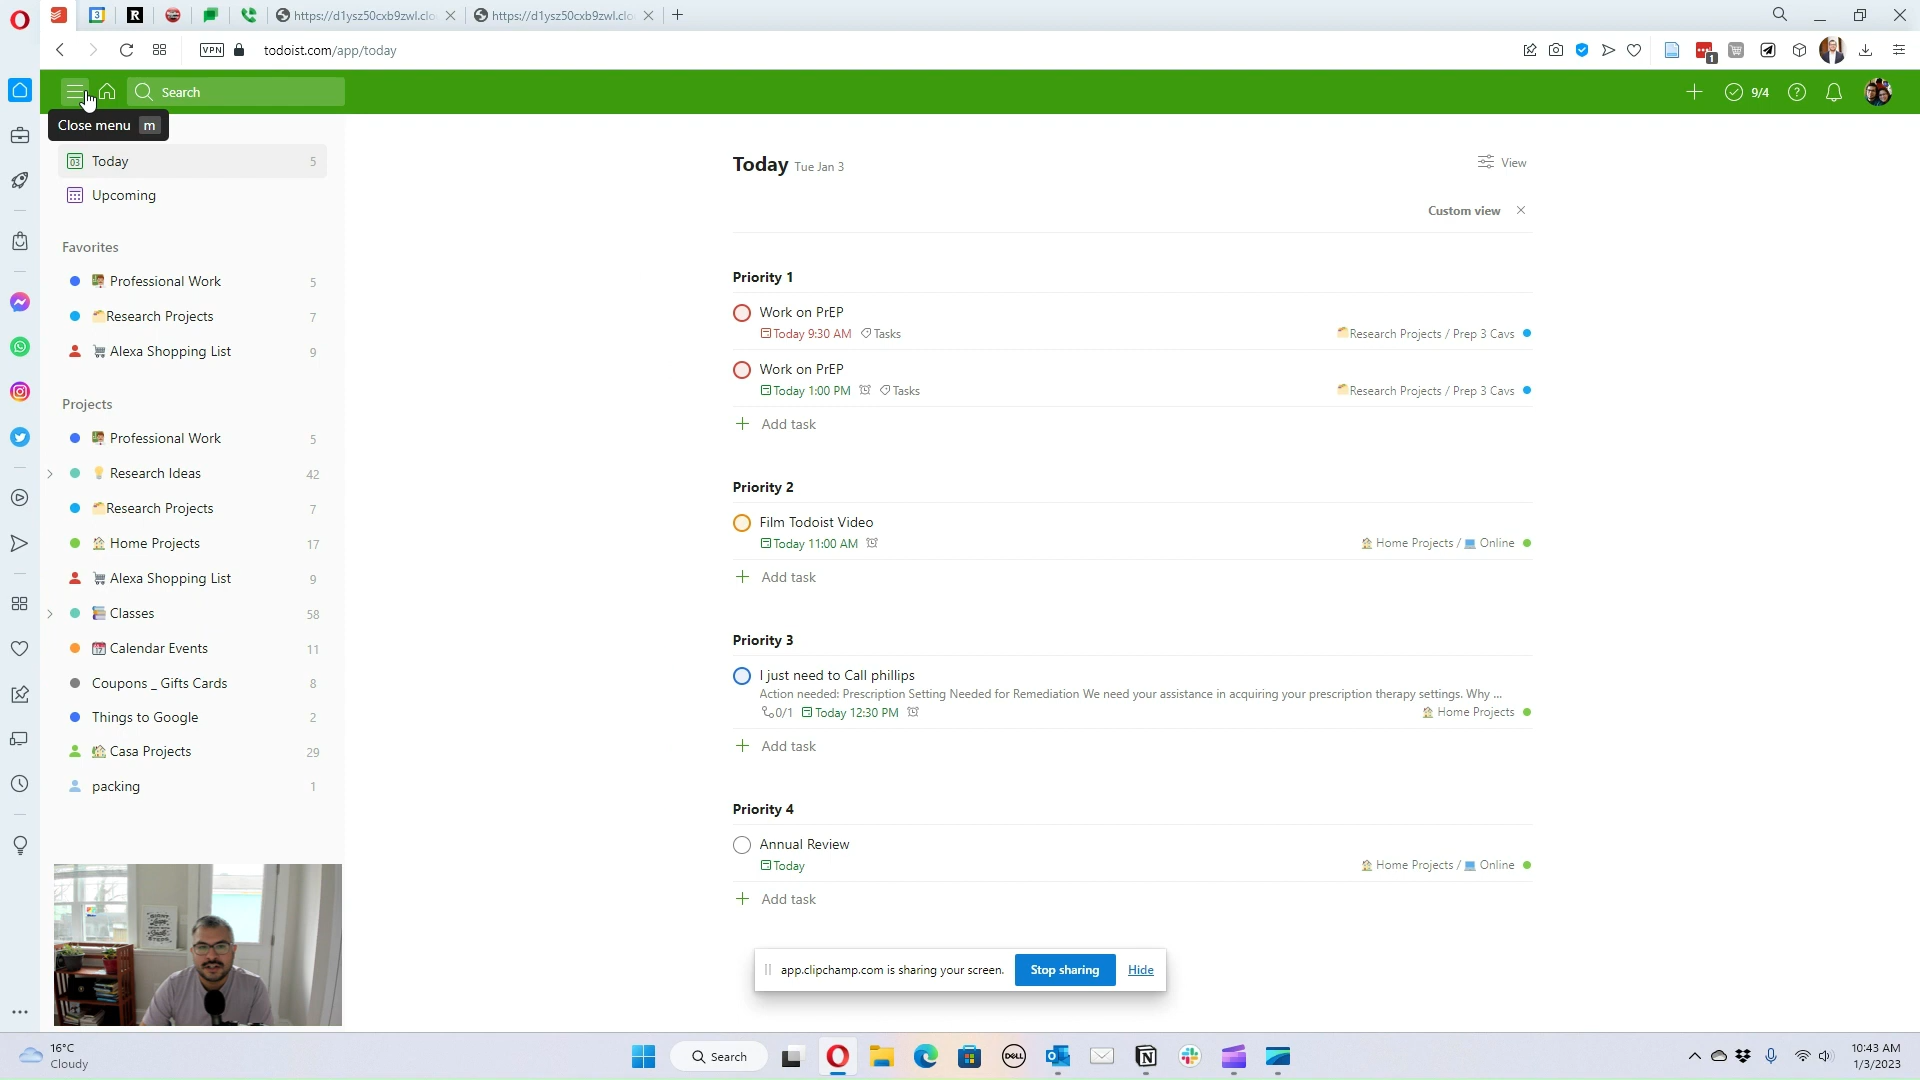 https://d1ysz50cxb9zwl.clo
https://d1ysz50cxb9zwl.clo
VPN
todoist.com/app/today
1
Search
9/4
Close menu m
Today 5
Upcoming
Favorites
Professional Work 5
Research Projects 7
Alexa Shopping List 9
Projects
Professional Work 5
Research Ideas 42
Research Projects 7
Home Projects 17
Alexa Shopping List 9
Classes 58
Calendar Events 11
Coupons _ Gifts Cards 8
Things to Google 2
Casa Projects 29
packing 1
Today Tue Jan 3
View
Custom view
Priority 1
Work on PrEP
Today 9:30 AM Tasks
Research Projects / Prep 3 Cavs
Work on PrEP
Today 1:00 PM Tasks
Research Projects / Prep 3 Cavs
Add task
Priority 2
Film Todoist Video
Today 11:00 AM
Home Projects / Online
Add task
Priority 3
I just need to Call phillips
Action needed: Prescription Setting Needed for Remediation We need your assistance in acquiring your prescription therapy settings. Why ...
0/1 Today 12:30 PM
Home Projects
Add task
Priority 4
Annual Review
Today
Home Projects / Online
Add task
app.clipchamp.com is sharing your screen.
Stop sharing
Hide
16°C
Cloudy
Search
DELL
10:43 AM
1/3/2023